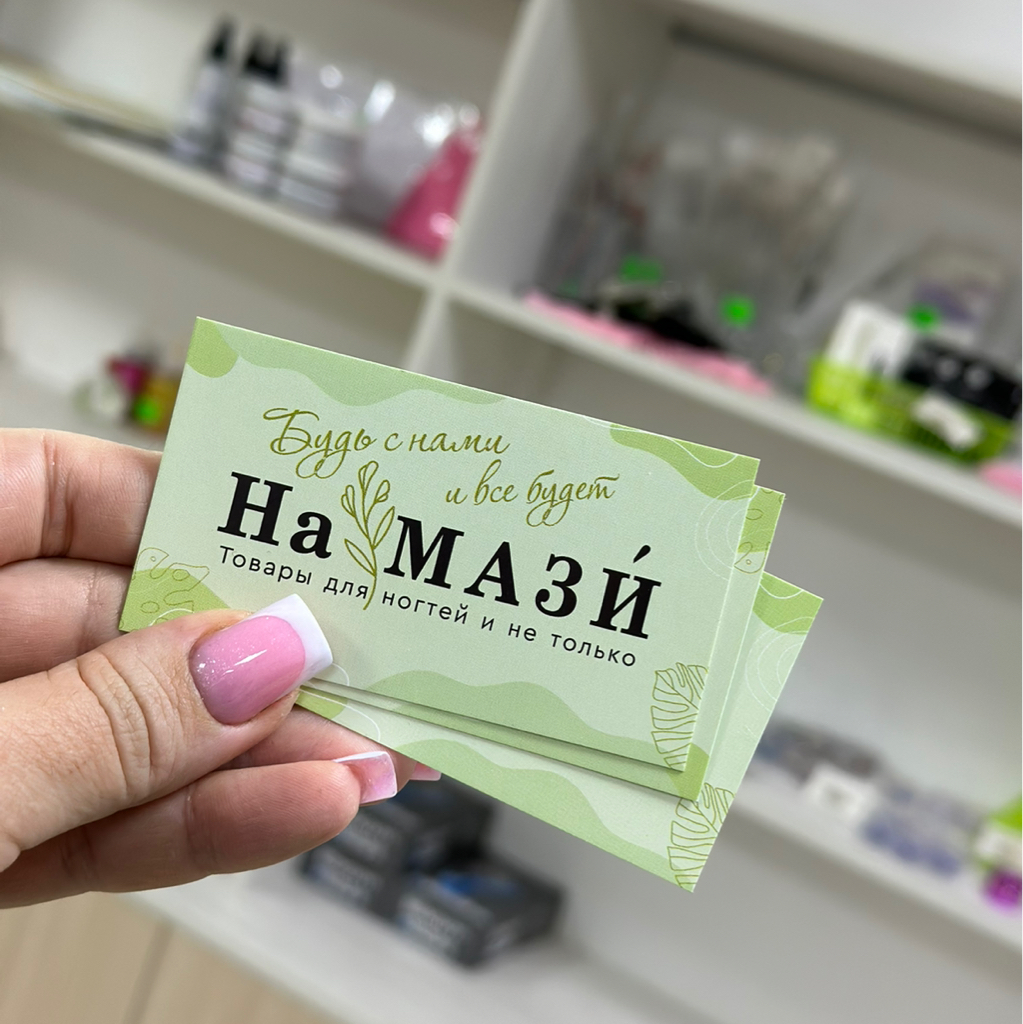 Будь с нами
и все будет
На МАЗИ́
Товары для ногтей и не только